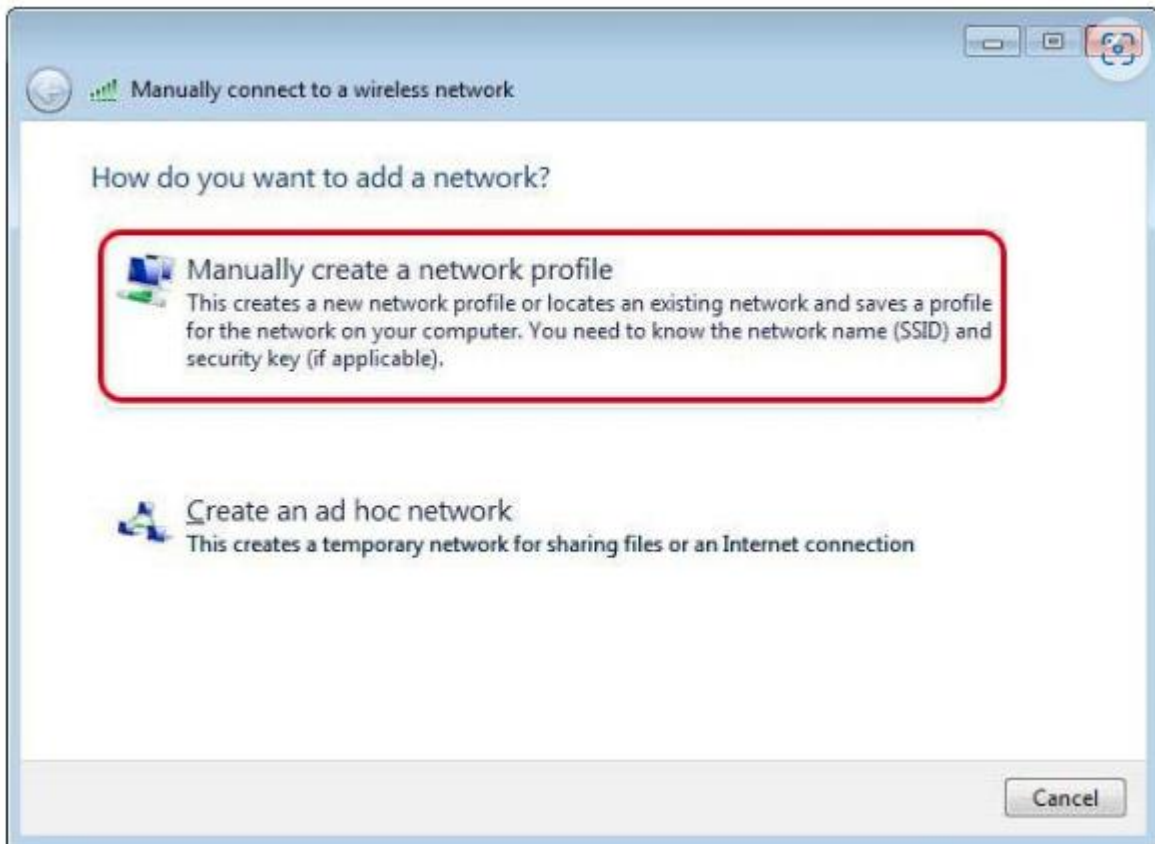 Manually connect to a wireless network
How do you want to add a network?
Manually create a network profile
This creates a new network profile or locates an existing network and saves a profile
for the network on your computer. You need to know the network name (SSID) and
security key (if applicable).
Create an ad hoc network
This creates a temporary network for sharing files or an Internet connection
Cancel